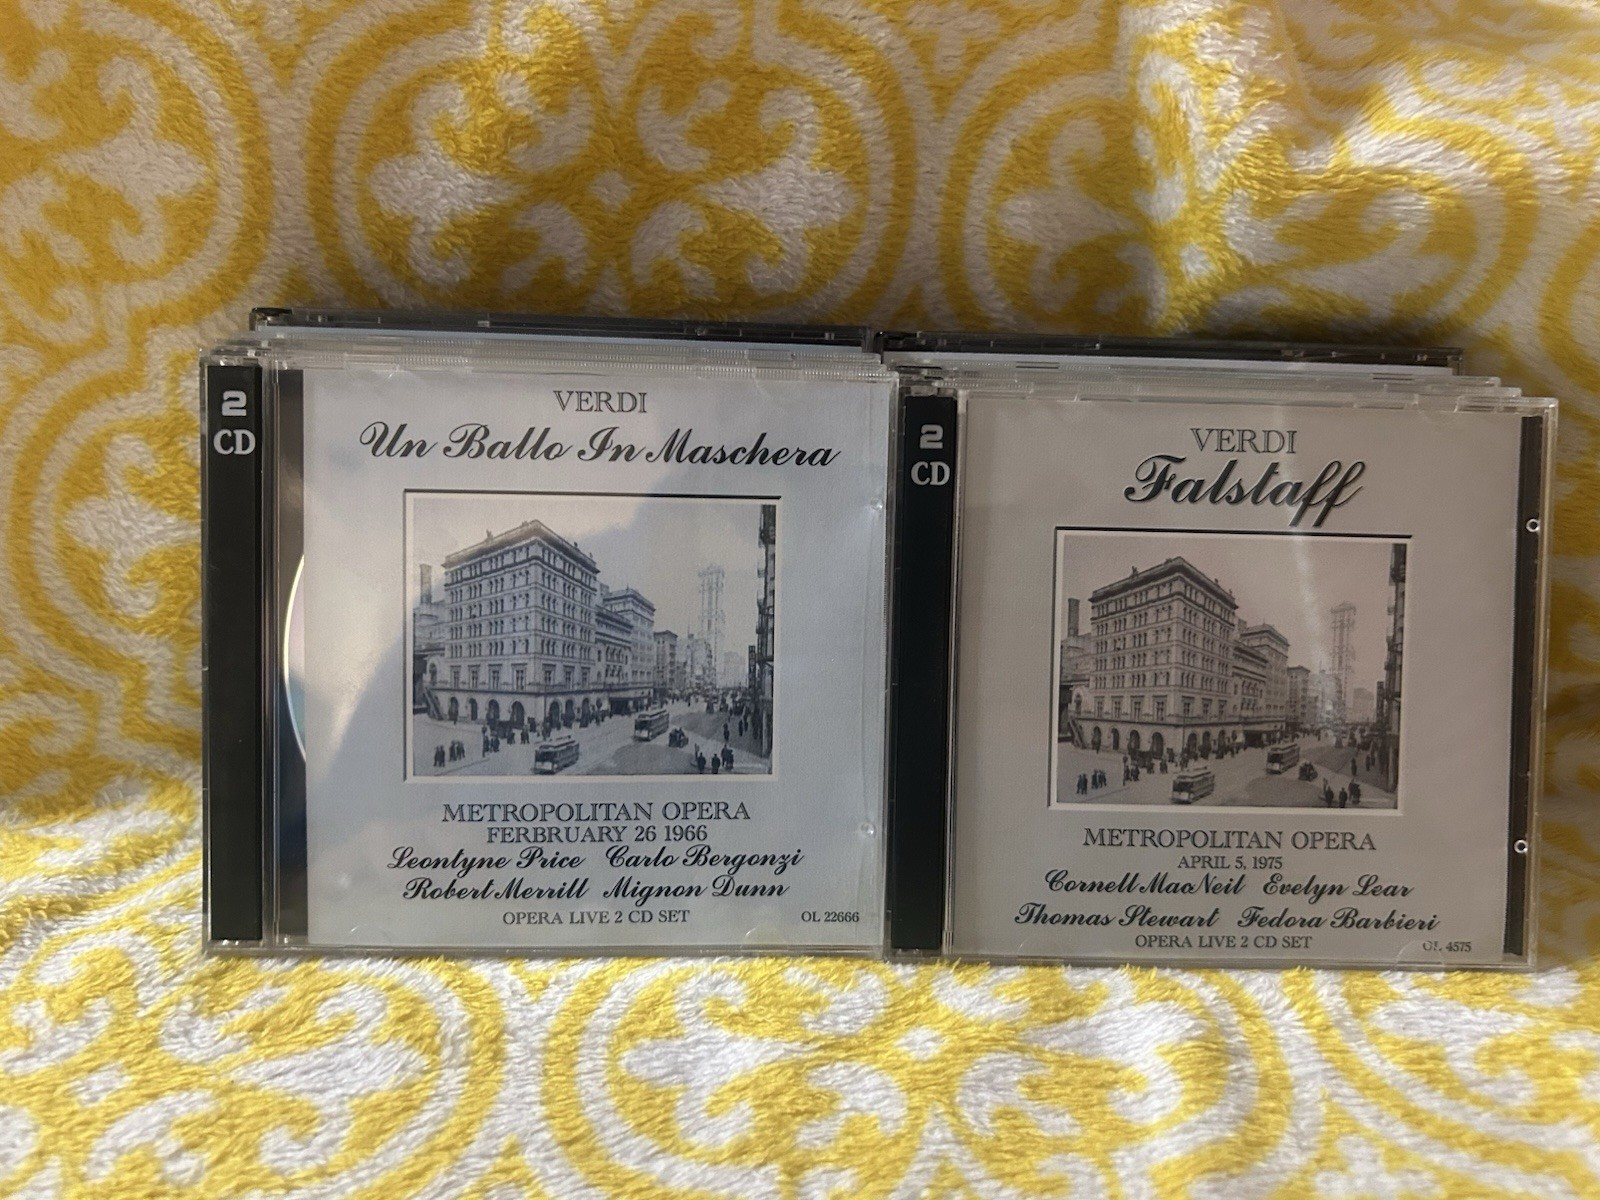 2
CD
VERDI
Un Ballo In Maschera
METROPOLITAN OPERA
FERBRUARY 26 1966
Leontyne Price Carlo Bergonzi
Robert Merrill Mignon Dunn
OPERA LIVE 2 CD SET
OL 22666
2
CD
VERDI
Falstaff
METROPOLITAN OPERA
APRIL 5, 1975
Cornell MacNeil Evelyn Lear
Thomas Stewart Fedora Barbieri
OPERA LIVE 2 CD SET
OL 4575